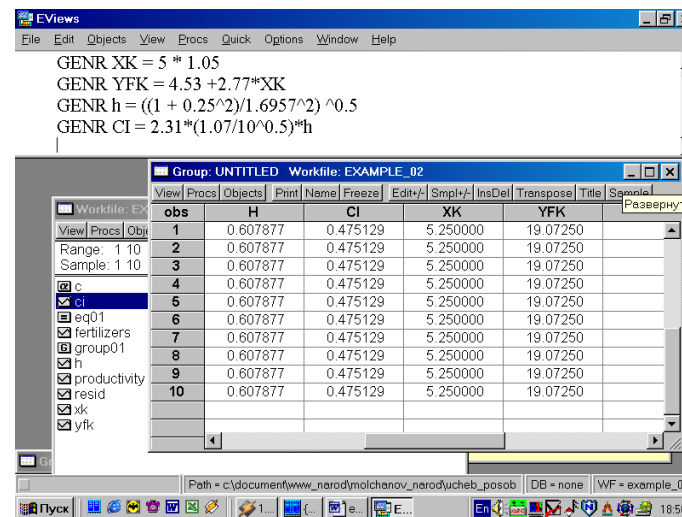 EViews
File Edit Objects View Procs Quick Options Window Help
GENR XK = 5 * 1.05
GENR YFK = 4.53 +2.77*XK
GENR h = ((1 + 0.25^2)/1.6957^2) ^0.5
GENR CI = 2.31*(1.07/10^0.5)*h
Group: UNTITLED Workfile: EXAMPLE_02
View Procs Objects Print Name Freeze Edit+/- Smpl+/- InsDel Transpose Title Sample
Развернут
obs H CI XK YFK
1 0.607877 0.475129 5.250000 19.07250
2 0.607877 0.475129 5.250000 19.07250
3 0.607877 0.475129 5.250000 19.07250
4 0.607877 0.475129 5.250000 19.07250
5 0.607877 0.475129 5.250000 19.07250
6 0.607877 0.475129 5.250000 19.07250
7 0.607877 0.475129 5.250000 19.07250
8 0.607877 0.475129 5.250000 19.07250
9 0.607877 0.475129 5.250000 19.07250
10 0.607877 0.475129 5.250000 19.07250
Workfile: EX
View Procs Obje
Range: 1 10
Sample: 1 10
c
ci
eq01
fertilizers
group01
h
productivity
resid
xk
yfk
Gr
Path = c:\document\www_narod\molchanov_narod\ucheb_posob DB = none WF = example_0
Пуск 1... {... e... E... En 18:50